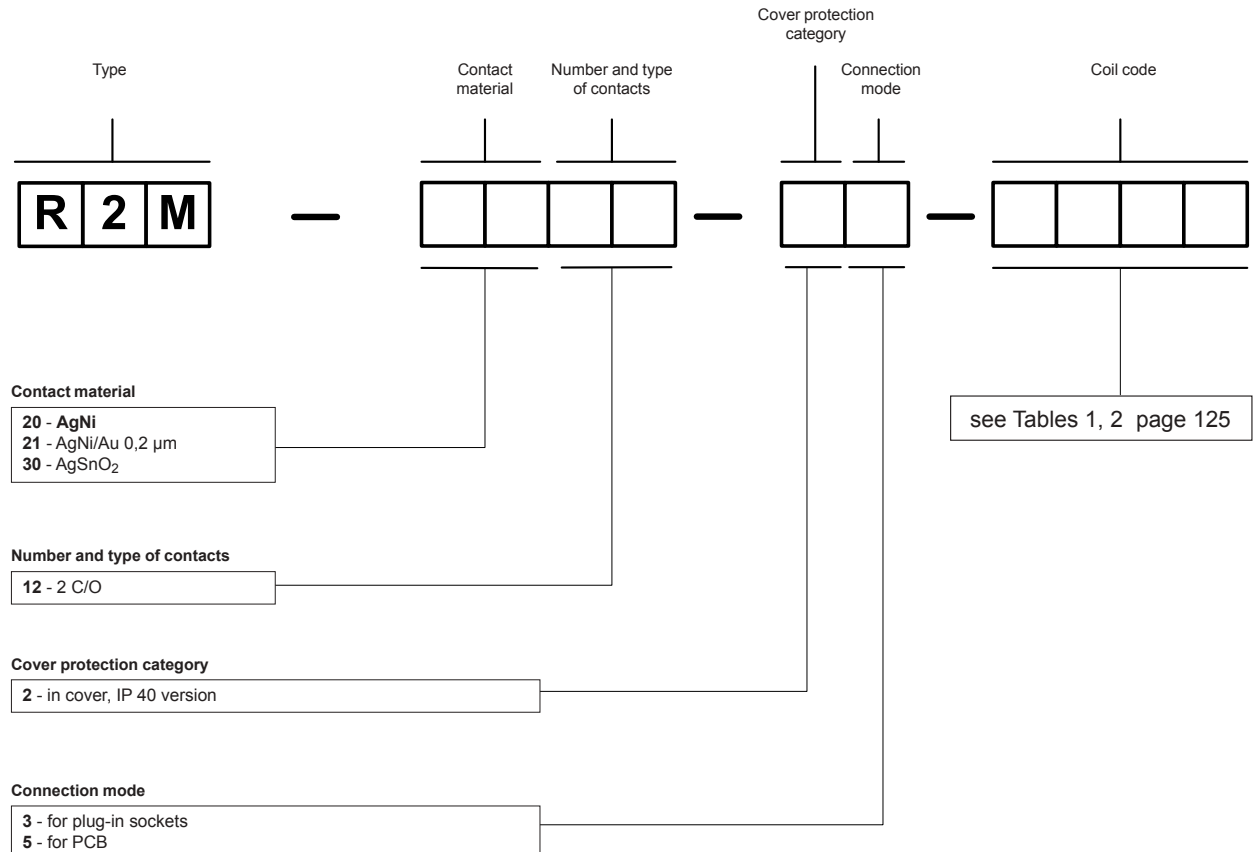 Cover protection
category
Type
Contact
material
Number and type
of contacts
Connection
mode
Coil code
R 2 M
Contact material
20 - AgNi
21 - AgNi/Au 0,2 µm
30 - AgSnO₂
see Tables 1, 2 page 125
Number and type of contacts
12 - 2 C/O
Cover protection category
2 - in cover, IP 40 version
Connection mode
3 - for plug-in sockets
5 - for PCB